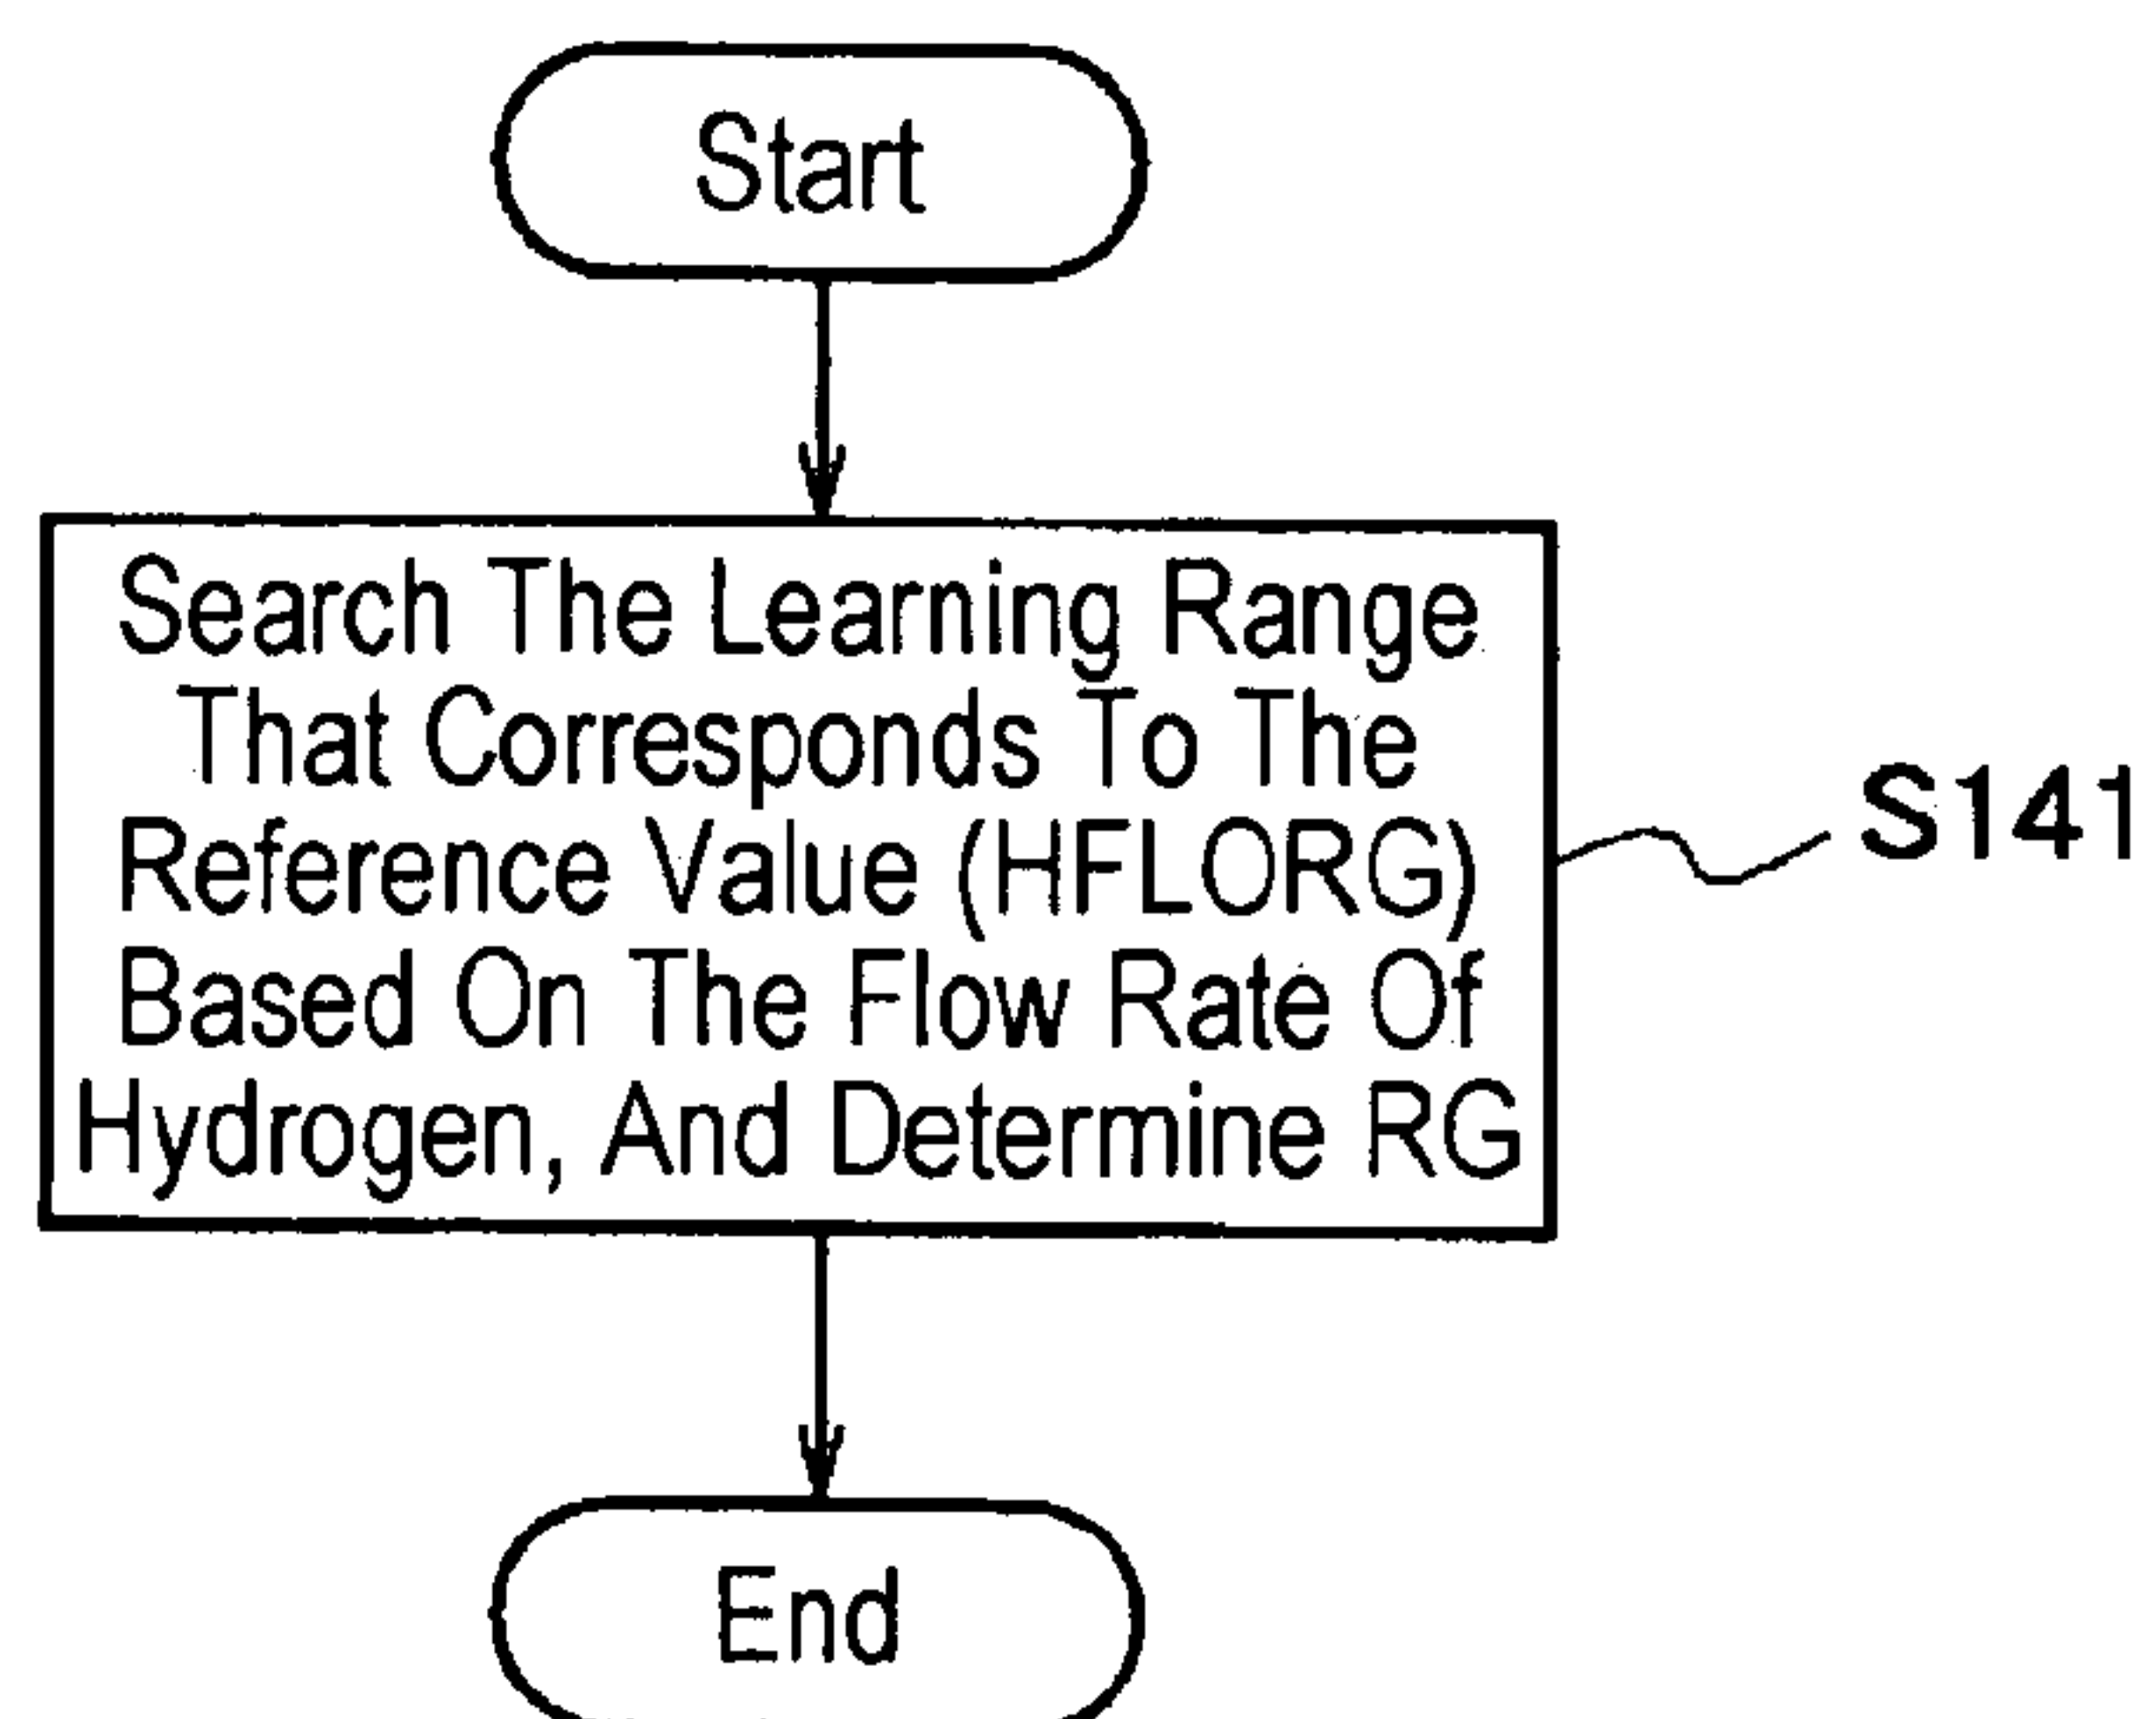 Start
Search The Learning Range
That Corresponds To The
Reference Value (HFLORG)
Based On The Flow Rate Of
Hydrogen, And Determine RG
S141
End